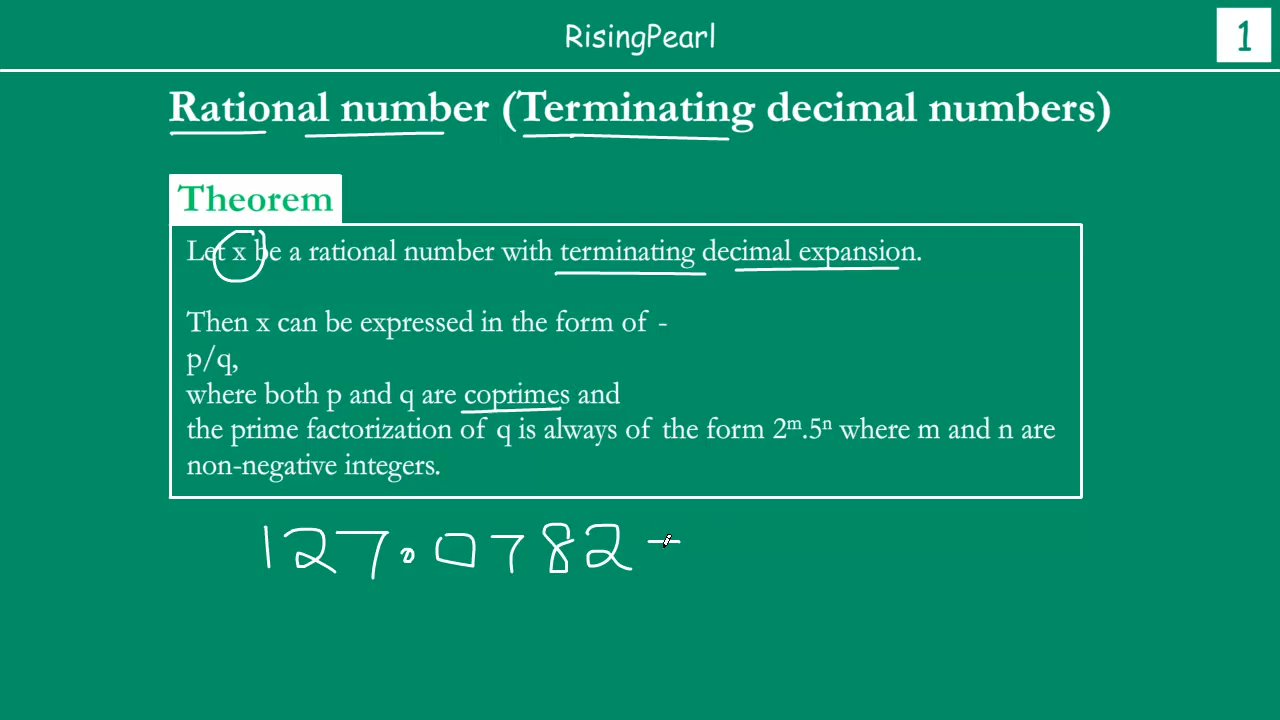 RisingPearl
1
Rational number (Terminating decimal numbers)
Theorem
Let x be a rational number with terminating decimal expansion.
Then x can be expressed in the form of -
p/q,
where both p and q are coprimes and
the prime factorization of q is always of the form 2ᵐ.5ⁿ where m and n are
non-negative integers.
127.0782 -